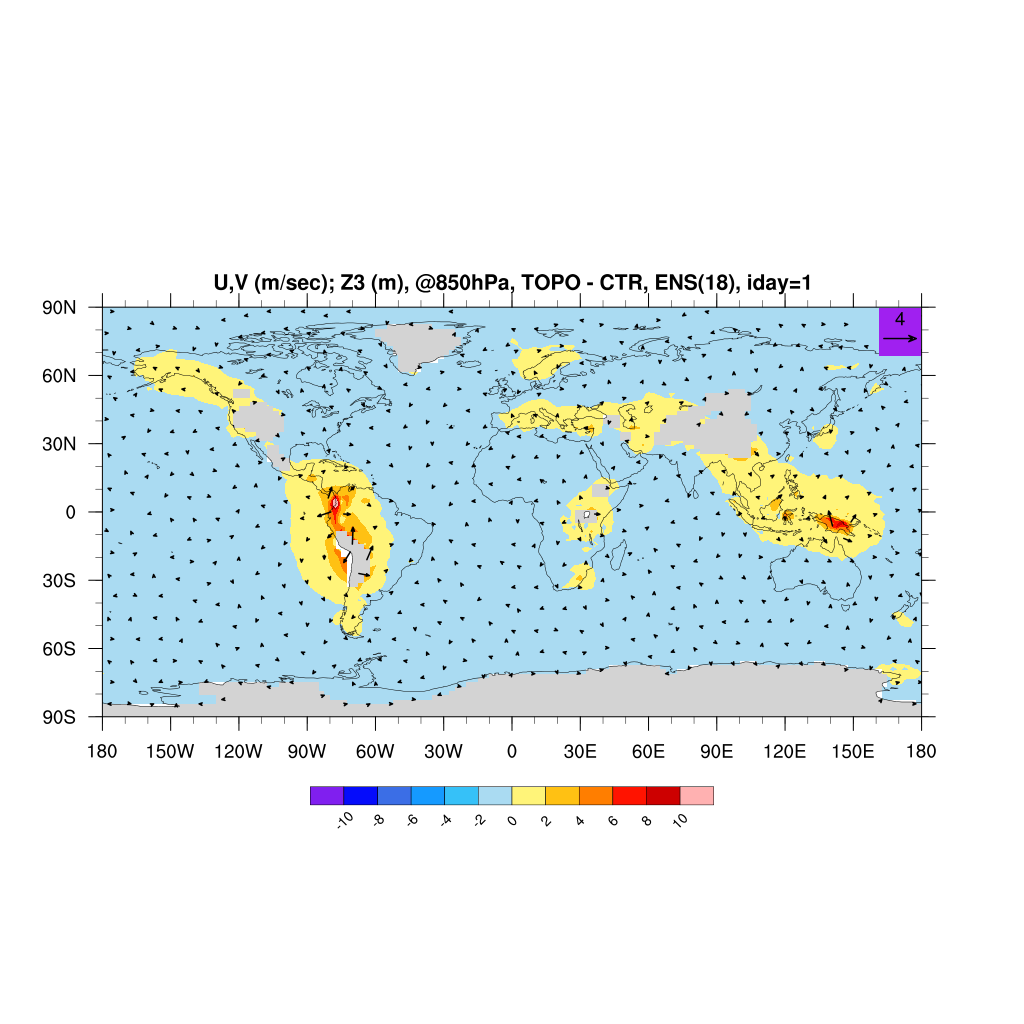 U,V (m/sec); Z3 (m), @850hPa, TOPO - CTR, ENS(18), iday=1
4
90N
60N
30N
0
30S
60S
90S
180 150W 120W 90W 60W 30W 0 30E 60E 90E 120E 150E 180
-10 -8 -6 -4 -2 0 2 4 6 8 10